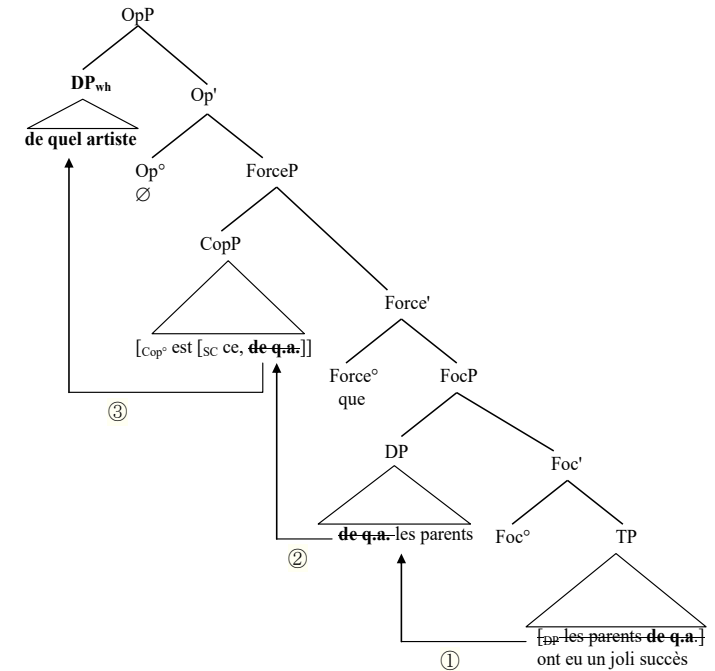 OpP
DPwh
Op'
de quel artiste
Op°
ForceP
∅
CopP
Force'
[Cop° est [SC ce, de q.a.]]
Force°
FocP
que
③
DP
Foc'
de q.a. les parents
Foc°
TP
②
[DP les parents de q.a.]
ont eu un joli succès
①